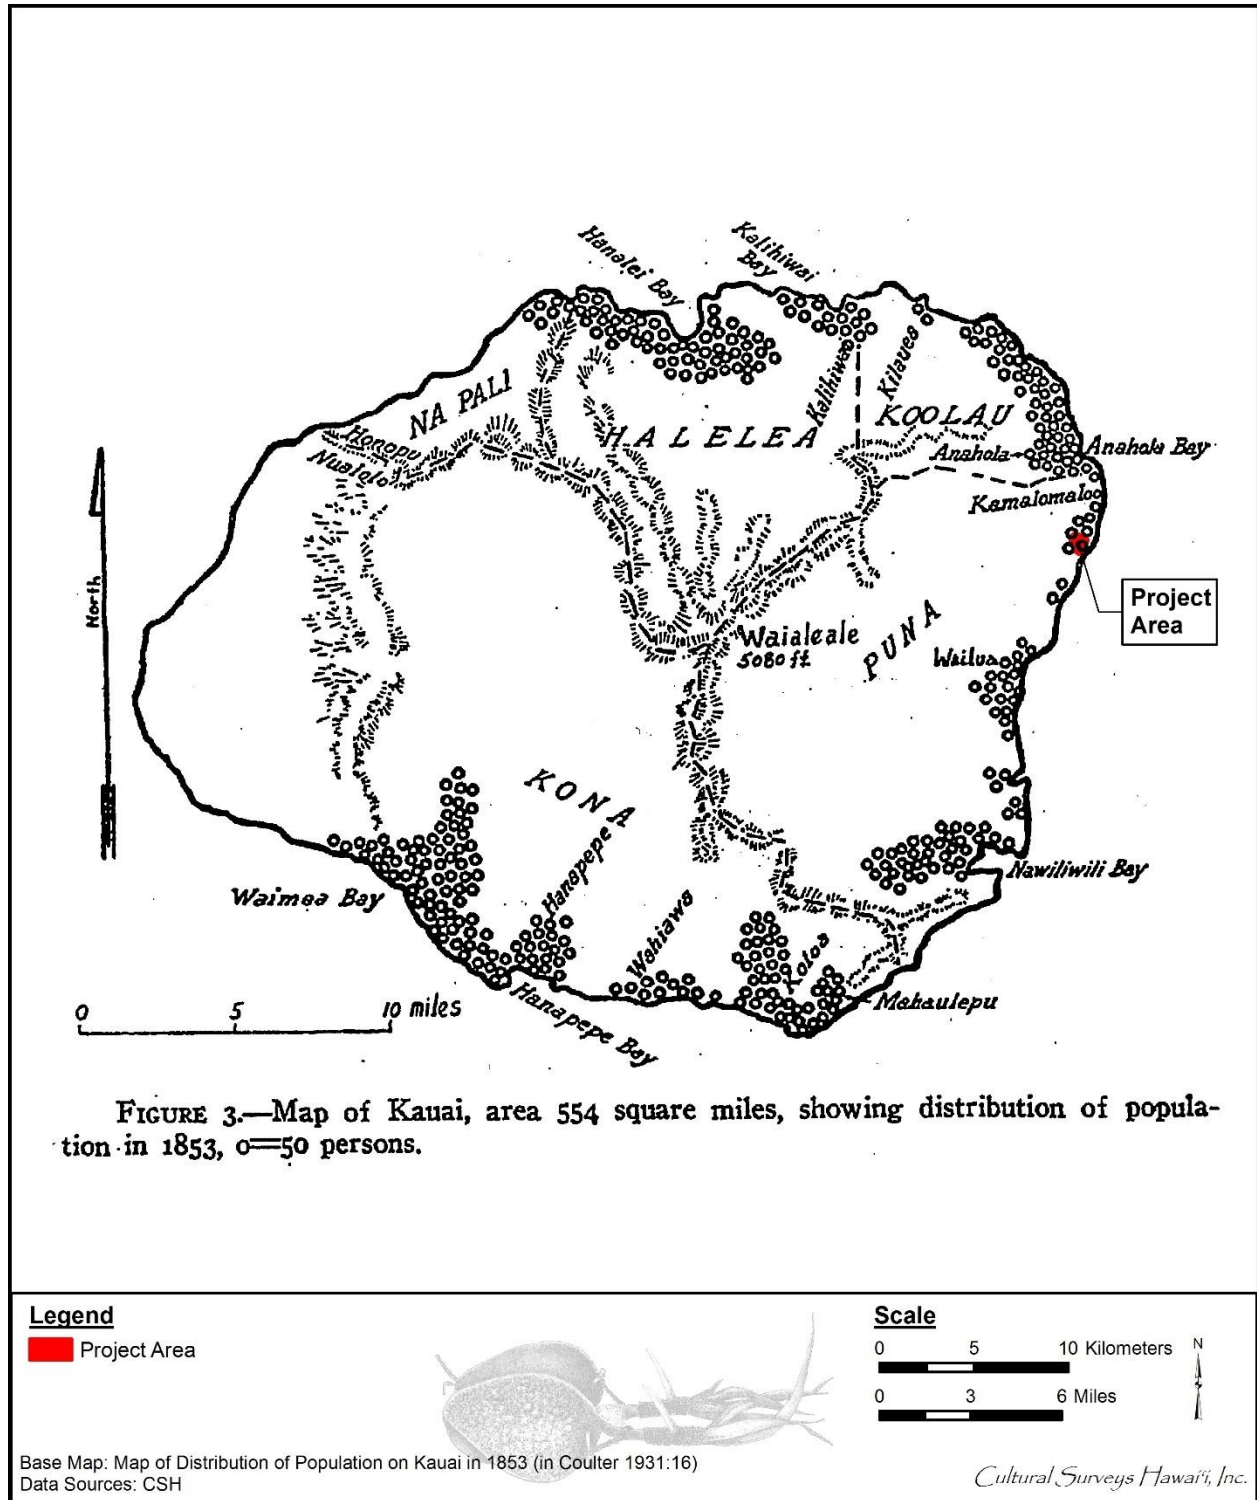 Hanalei Bay
Kalihiwai
Bay
NA PALI
Honopu
Nualolo
HALELEA
Kalihiwai
Kilauea
KOOLAU
Anahola
Anahola Bay
Kamalomaloo
Project
Area
North
Waialeale
5080 ft.
PUNA
Wailua
KONA
Waimea Bay
Hanapepe
Wahiawa
Nawiliwili Bay
Mahaulepu
Hanapepe Bay
0 5 10 miles
FIGURE 3.—Map of Kauai, area 554 square miles, showing distribution of popula-
tion in 1853, o=50 persons.
Legend
Project Area
Scale
0 5 10 Kilometers
0 3 6 Miles
N
Base Map: Map of Distribution of Population on Kauai in 1853 (in Coulter 1931:16)
Data Sources: CSH
Cultural Surveys Hawaiʻi, Inc.